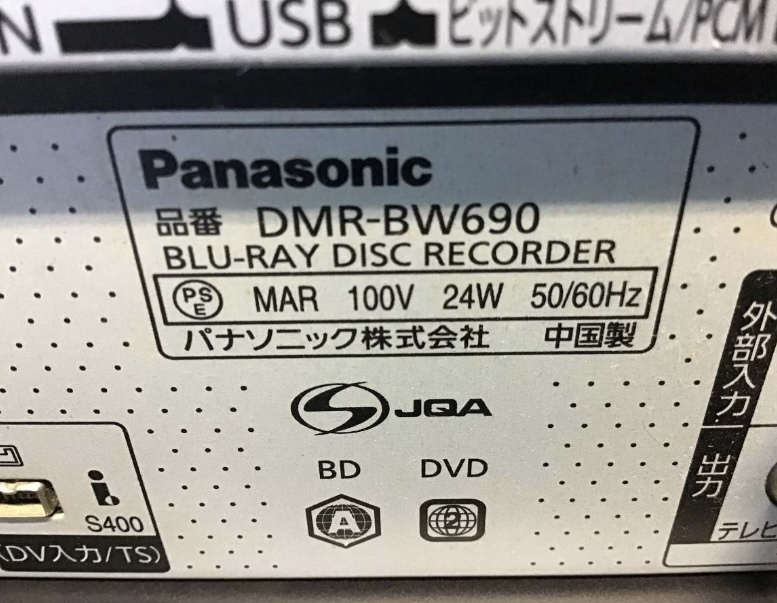 N USB ビットストリーム/PCM
Panasonic
品番 DMR-BW690
BLU-RAY DISC RECORDER
PSE MAR 100V 24W 50/60Hz
パナソニック株式会社 中国製
JQA
BD DVD
A 2
i
S400
(DV入力/TS)
外部入力
出力
テレビ